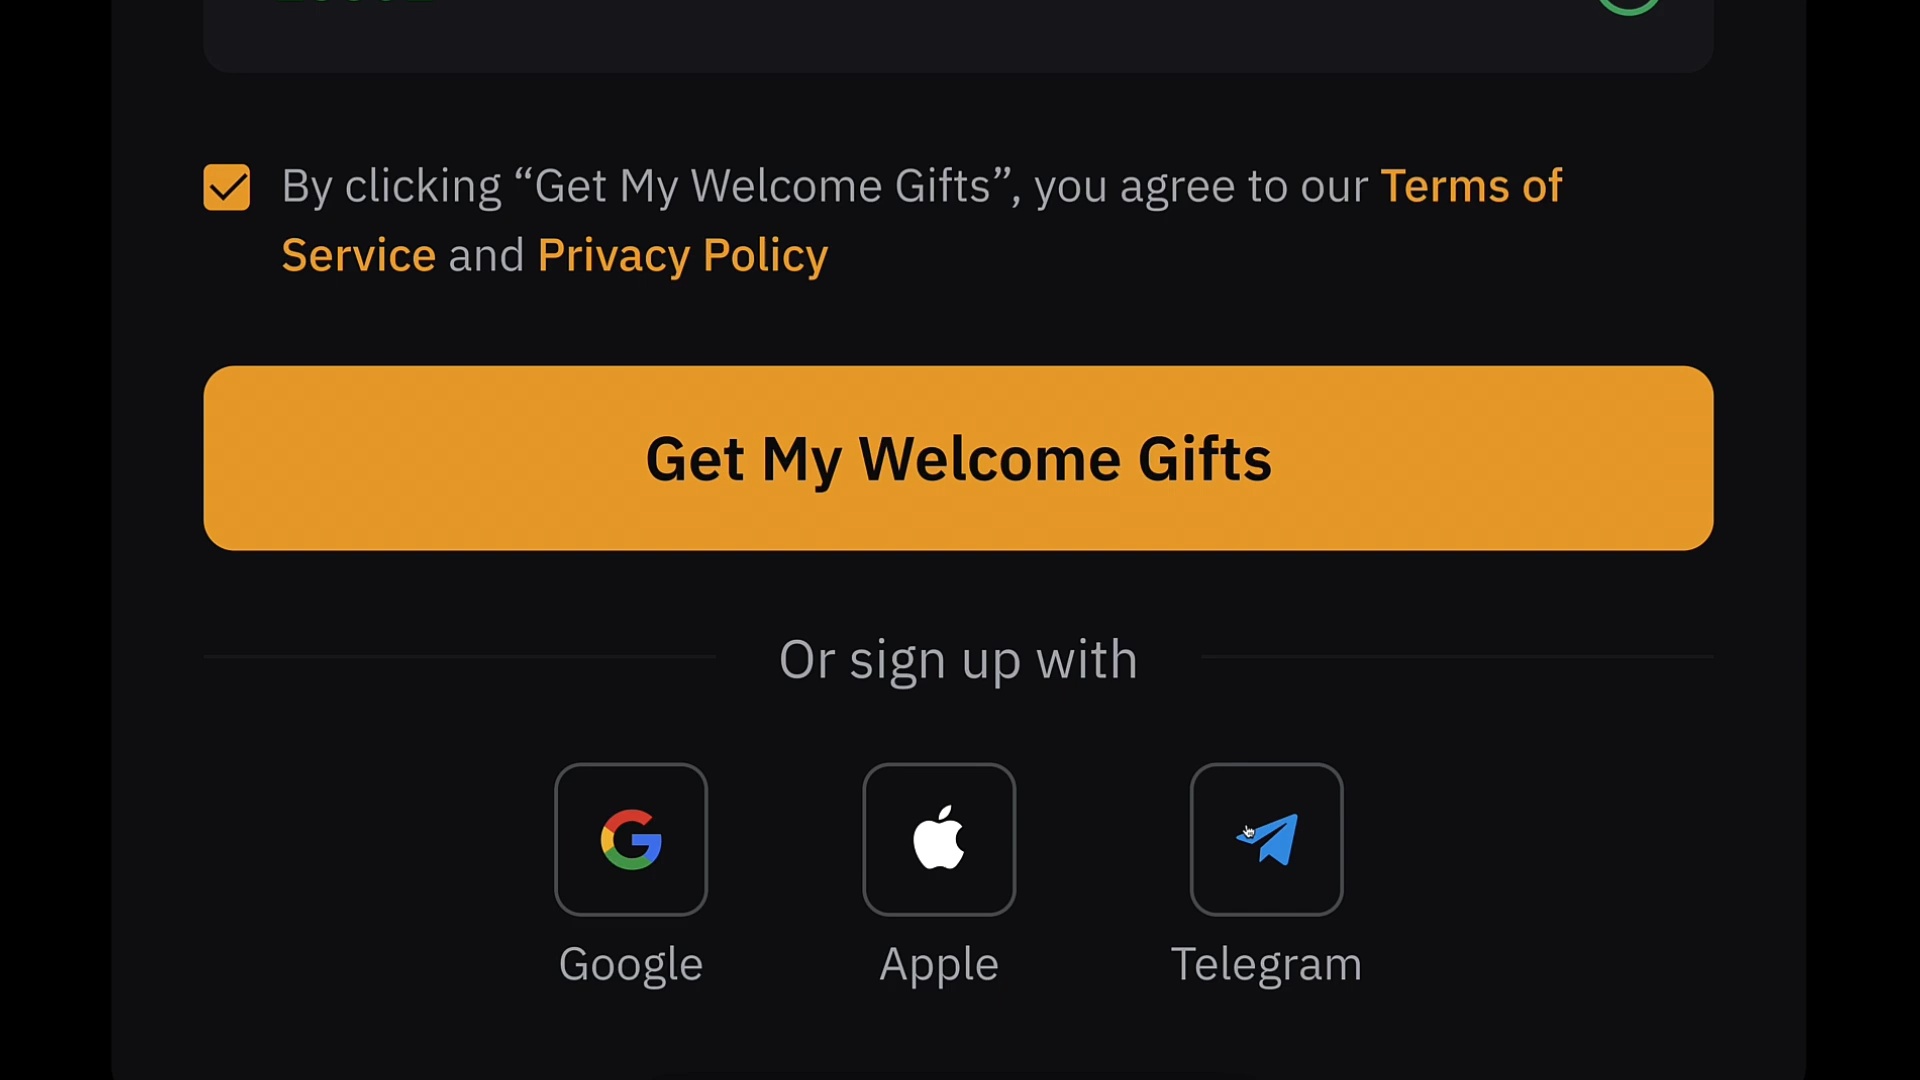 By clicking “Get My Welcome Gifts”, you agree to our Terms of
Service and Privacy Policy
Get My Welcome Gifts
Or sign up with
Google
Apple
Telegram